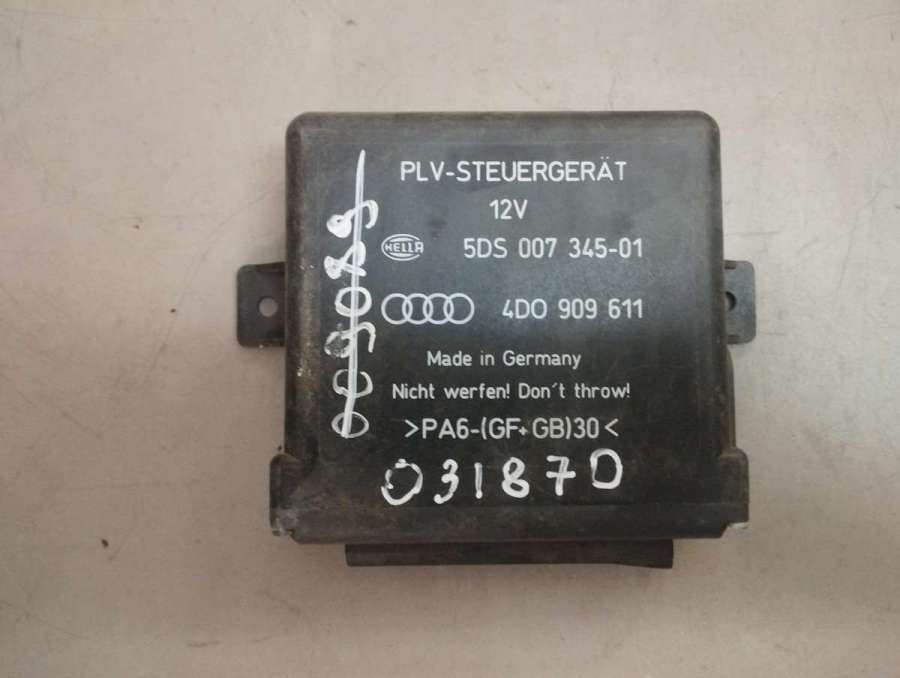 PLV-STEUERGERÄT
12V
HELLA 5DS 007 345-01
4D0 909 611
Made in Germany
Nicht werfen! Don't throw!
>PA6-(GF+GB)30<
031870